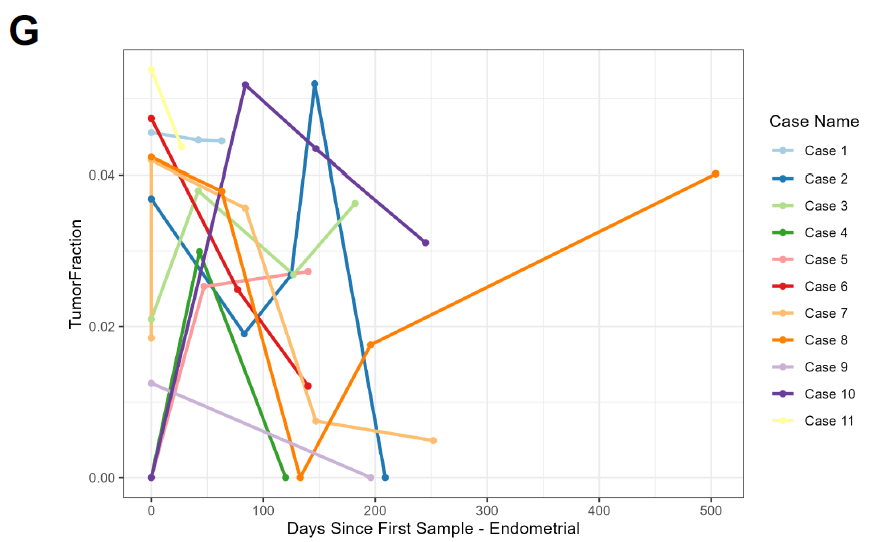 G
TumorFraction
0.04
0.02
0.00
0
100
200
300
400
500
Days Since First Sample - Endometrial
Case Name
Case 1
Case 2
Case 3
Case 4
Case 5
Case 6
Case 7
Case 8
Case 9
Case 10
Case 11